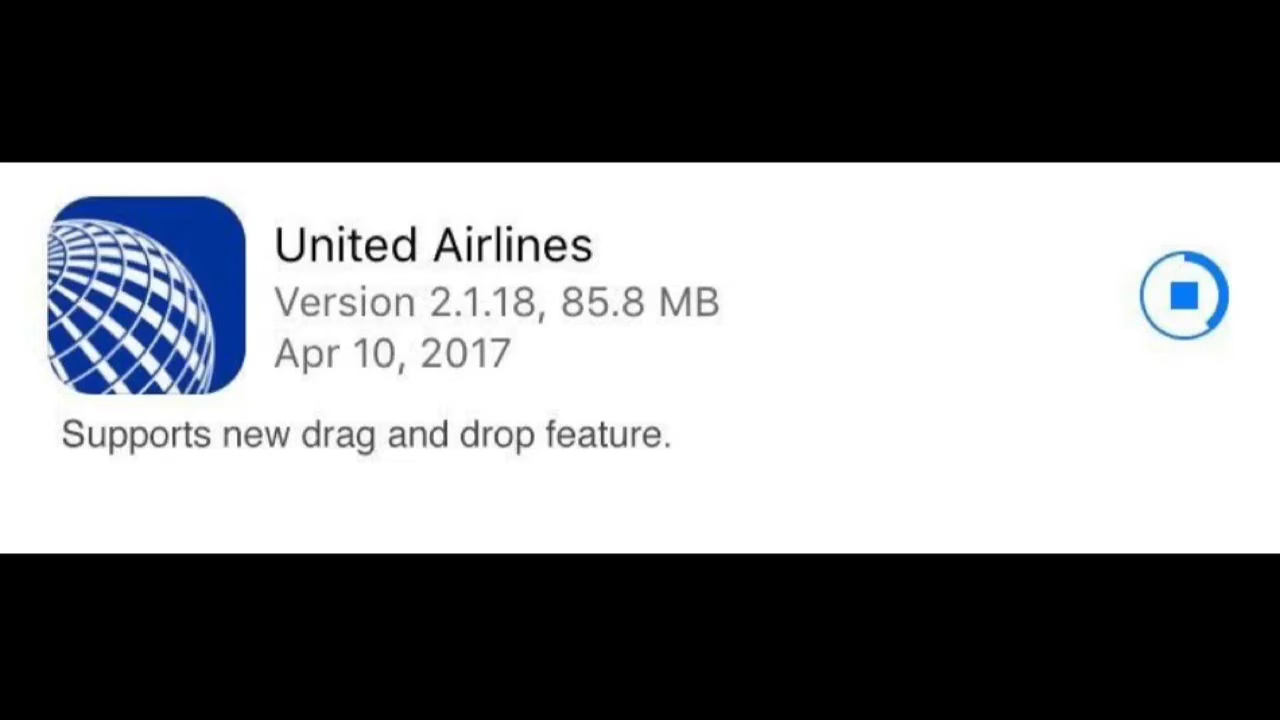 United Airlines
Version 2.1.18, 85.8 MB
Apr 10, 2017
Supports new drag and drop feature.